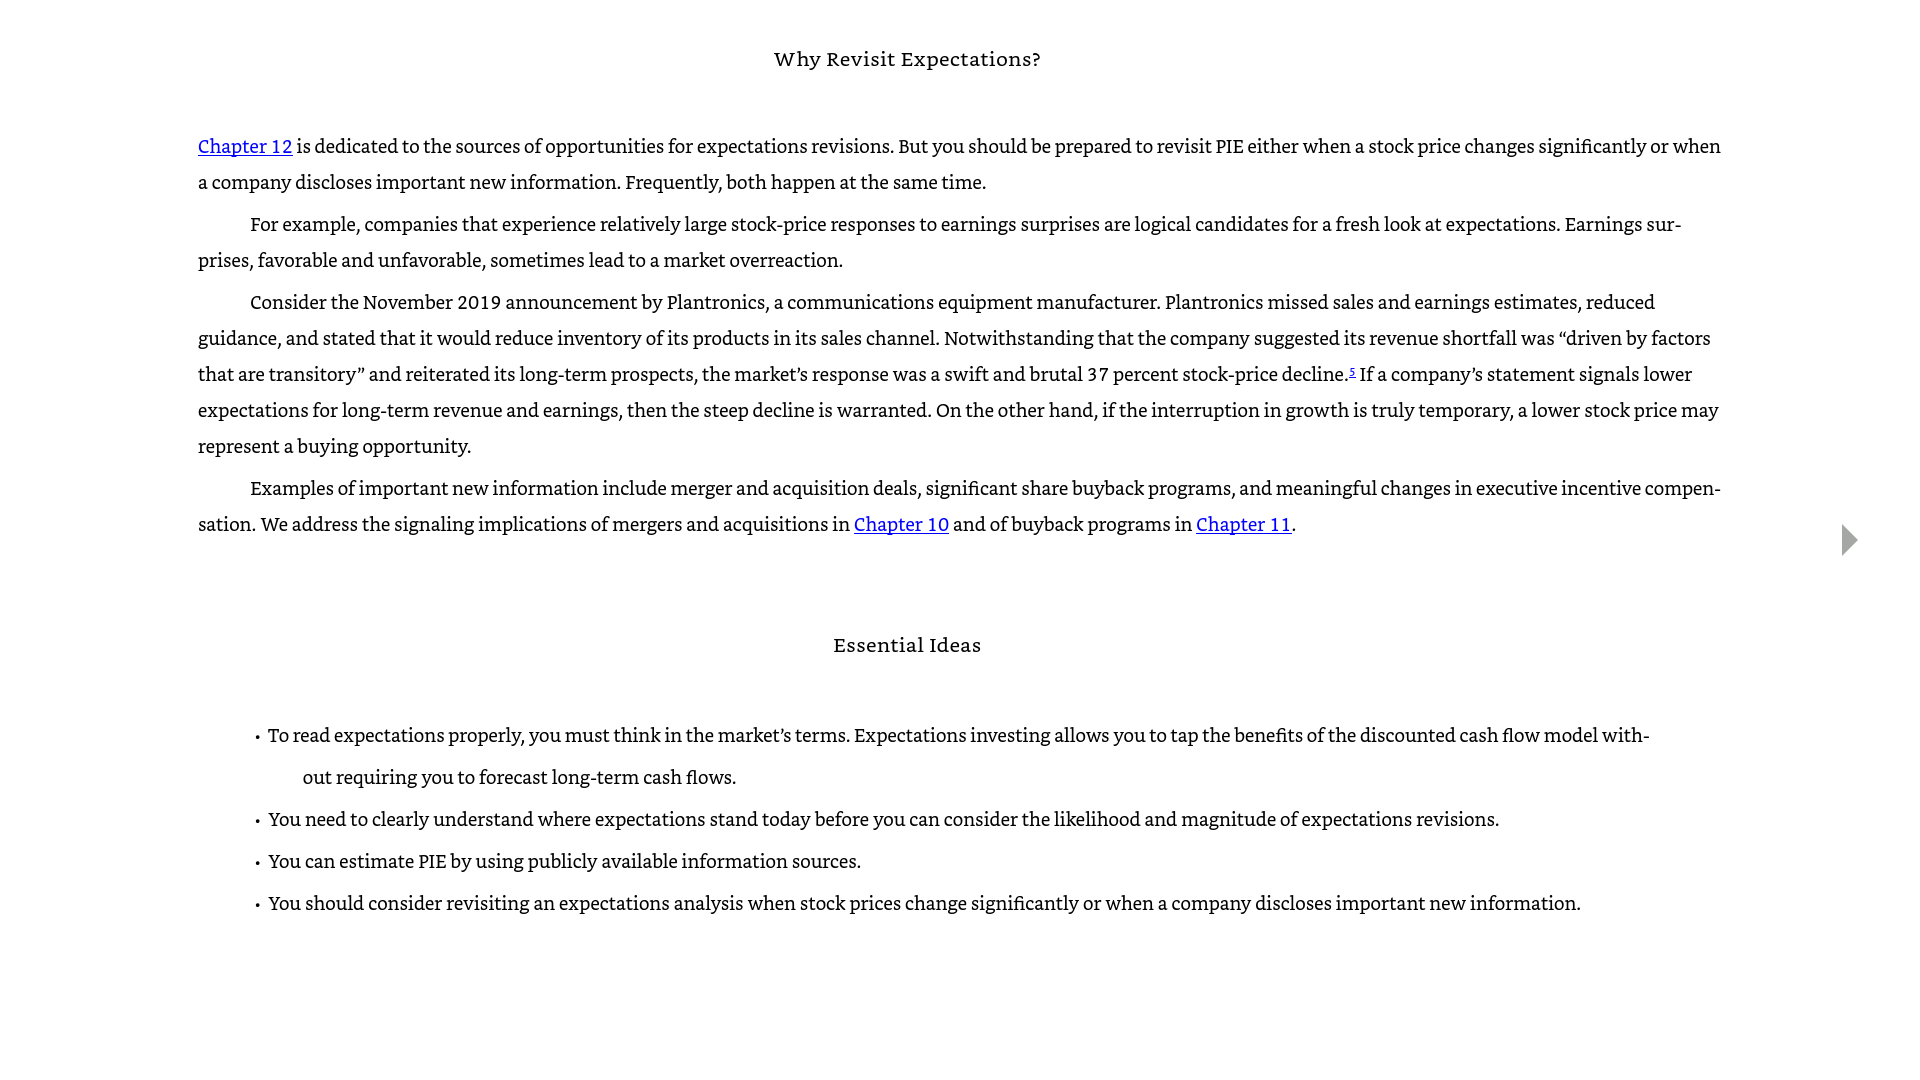 Why Revisit Expectations?
Chapter 12 is dedicated to the sources of opportunities for expectations revisions. But you should be prepared to revisit PIE either when a stock price changes significantly or when
a company discloses important new information. Frequently, both happen at the same time.
For example, companies that experience relatively large stock-price responses to earnings surprises are logical candidates for a fresh look at expectations. Earnings sur-
prises, favorable and unfavorable, sometimes lead to a market overreaction.
Consider the November 2019 announcement by Plantronics, a communications equipment manufacturer. Plantronics missed sales and earnings estimates, reduced
guidance, and stated that it would reduce inventory of its products in its sales channel. Notwithstanding that the company suggested its revenue shortfall was “driven by factors
that are transitory” and reiterated its long-term prospects, the market’s response was a swift and brutal 37 percent stock-price decline.5 If a company’s statement signals lower
expectations for long-term revenue and earnings, then the steep decline is warranted. On the other hand, if the interruption in growth is truly temporary, a lower stock price may
represent a buying opportunity.
Examples of important new information include merger and acquisition deals, significant share buyback programs, and meaningful changes in executive incentive compen-
sation. We address the signaling implications of mergers and acquisitions in Chapter 10 and of buyback programs in Chapter 11.
Essential Ideas
• To read expectations properly, you must think in the market’s terms. Expectations investing allows you to tap the benefits of the discounted cash flow model with-
out requiring you to forecast long-term cash flows.
• You need to clearly understand where expectations stand today before you can consider the likelihood and magnitude of expectations revisions.
• You can estimate PIE by using publicly available information sources.
• You should consider revisiting an expectations analysis when stock prices change significantly or when a company discloses important new information.